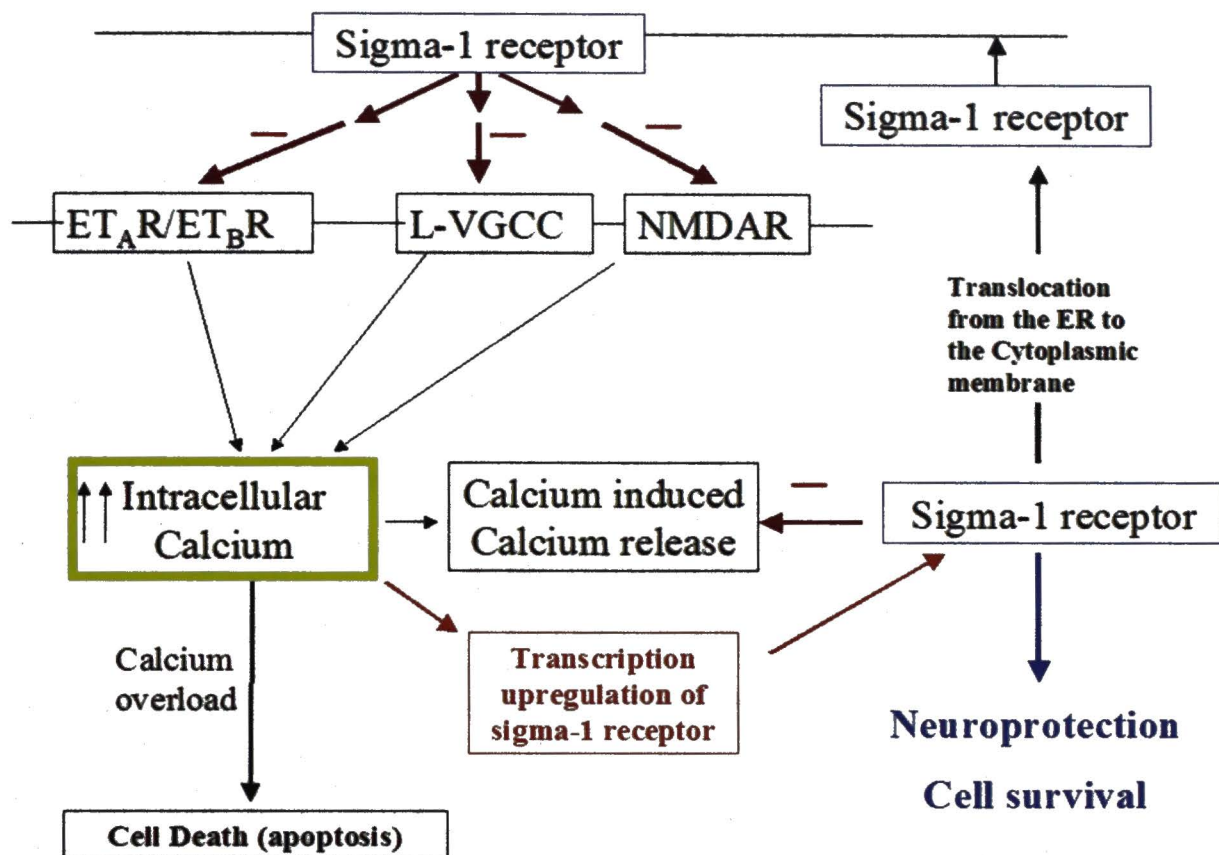 Sigma-1 receptor
Sigma-1 receptor
– – –
ET_AR/ET_BR
L-VGCC
NMDAR
Translocation
from the ER to
the Cytoplasmic
membrane
↑↑ Intracellular
Calcium
Calcium induced
Calcium release
–
Sigma-1 receptor
Calcium
overload
Transcription
upregulation of
sigma-1 receptor
Neuroprotection
Cell survival
Cell Death (apoptosis)